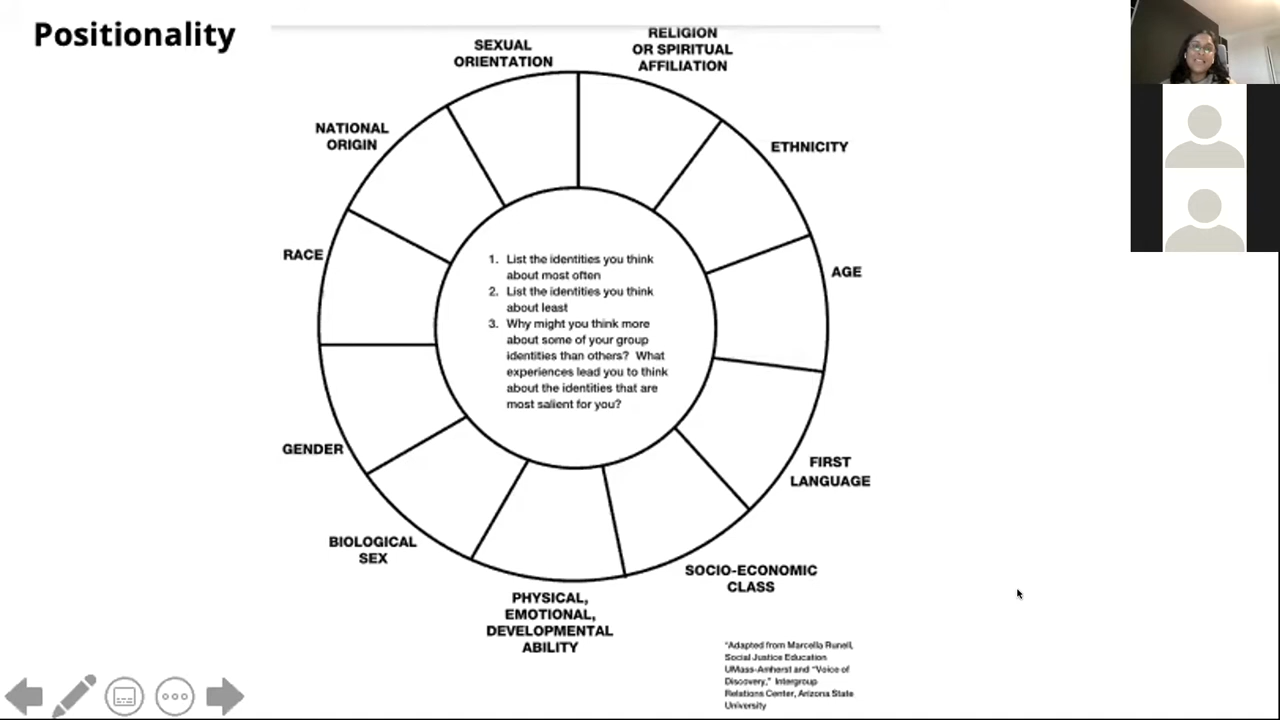 Positionality
SEXUAL
ORIENTATION
RELIGION
OR SPIRITUAL
AFFILIATION
NATIONAL
ORIGIN
ETHNICITY
RACE
AGE
1. List the identities you think
about most often
2. List the identities you think
about least
3. Why might you think more
about some of your group
identities than others? What
experiences lead you to think
about the identities that are
most salient for you?
GENDER
FIRST
LANGUAGE
BIOLOGICAL
SEX
SOCIO-ECONOMIC
CLASS
PHYSICAL,
EMOTIONAL,
DEVELOPMENTAL
ABILITY
*Adapted from Marcella Runell,
Social Justice Education
UMass-Amherst and "Voice of
Discovery," Intergroup
Relations Center, Arizona State
University